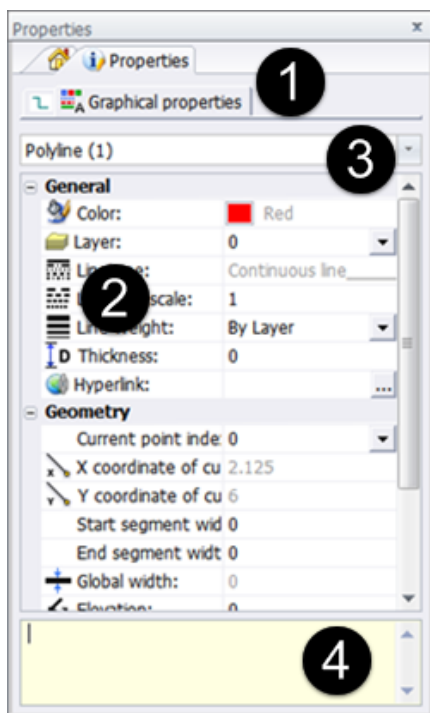 Properties x
Properties
1
Graphical properties
Polyline (1)
3
General
Color: Red
Layer: 0
Continuous line
2
scale: 1
By Layer
D Thickness: 0
Hyperlink: ...
Geometry
Current point inde: 0
X coordinate of cu 2.125
Y coordinate of cu 6
Start segment wid 0
End segment widt 0
Global width: 0
Elevation: 0
4